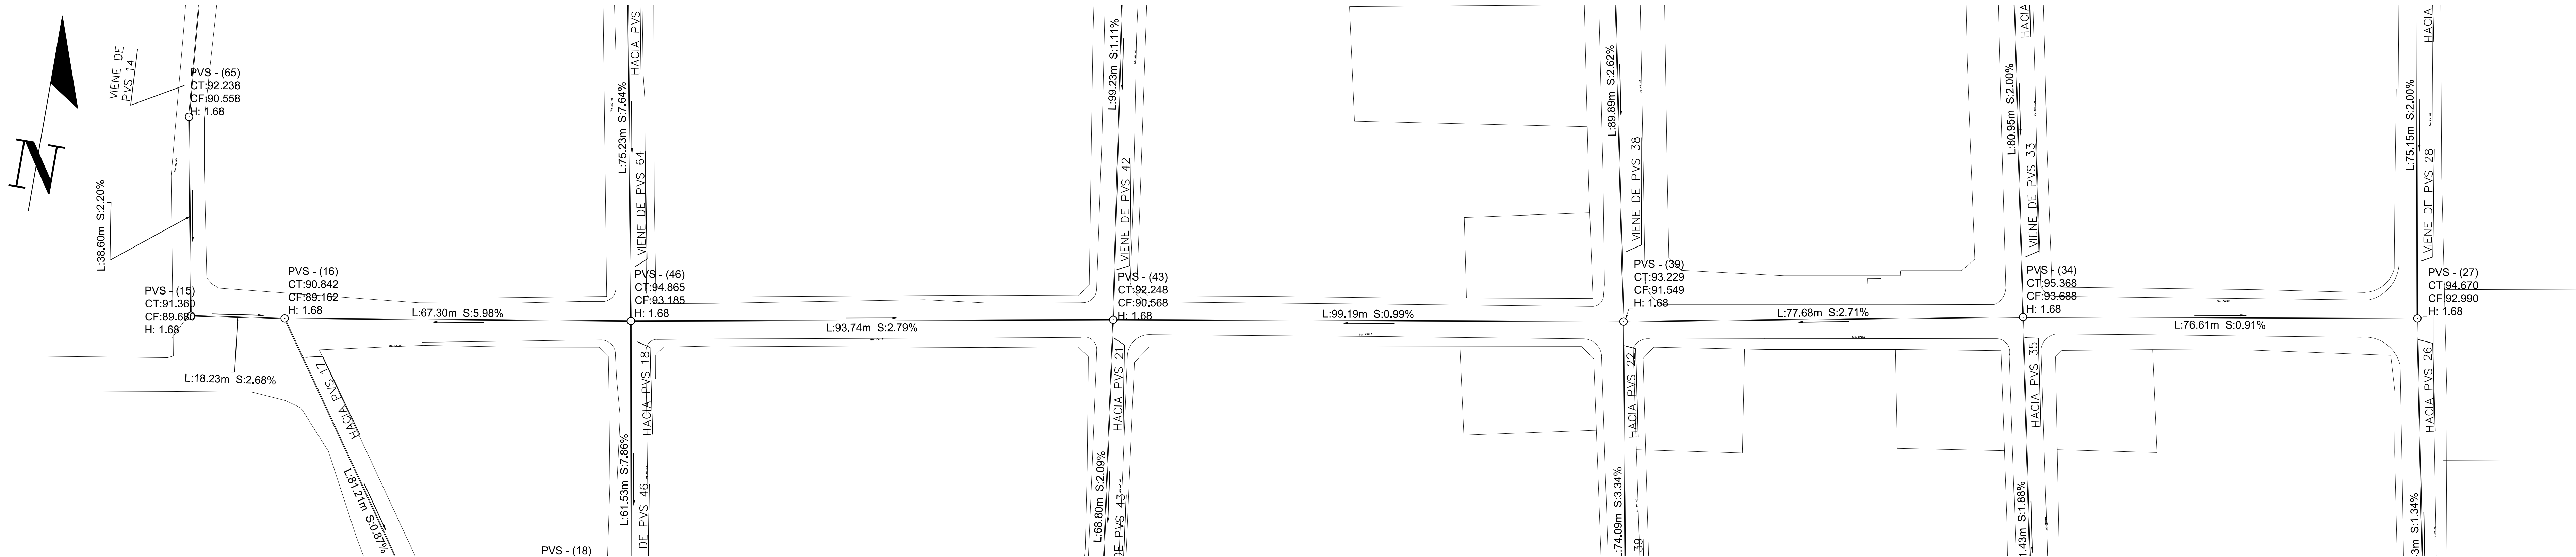 N
VIENE DE
PVS 14
PVS - (65)
CT:92.238
CF:90.558
H: 1.68
L:38.60m S:2.20%
PVS - (15)
CT:91.360
CF:89.680
H: 1.68
L:18.23m S:2.68%
PVS - (16)
CT:90.842
CF:89.162
H: 1.68
HACIA PVS 17
L:81.21m S:0.87%
L:67.30m S:5.98%
HACIA PVS
L:75.23m S:7.64%
VIENE DE PVS 64
PVS - (46)
CT:94.865
CF:93.185
H: 1.68
HACIA PVS 18
L:61.53m S:7.86%
DE PVS 46
PVS - (18)
L:93.74m S:2.79%
L:99.23m S:1.11%
VIENE DE PVS 42
PVS - (43)
CT:92.248
CF:90.568
H: 1.68
HACIA PVS 21
L:68.80m S:2.09%
DE PVS 43
L:99.19m S:0.99%
L:89.89m S:2.62%
VIENE DE PVS 38
PVS - (39)
CT:93.229
CF:91.549
H: 1.68
HACIA PVS 22
L:74.09m S:3.34%
39
L:77.68m S:2.71%
HACIA
L:80.95m S:2.00%
VIENE DE PVS 33
PVS - (34)
CT:95.368
CF:93.688
H: 1.68
HACIA PVS 35
1.43m S:1.88%
L:76.61m S:0.91%
HACIA
L:75.15m S:2.00%
VIENE DE PVS 28
PVS - (27)
CT:94.670
CF:92.990
H: 1.68
HACIA PVS 26
3m S:1.34%